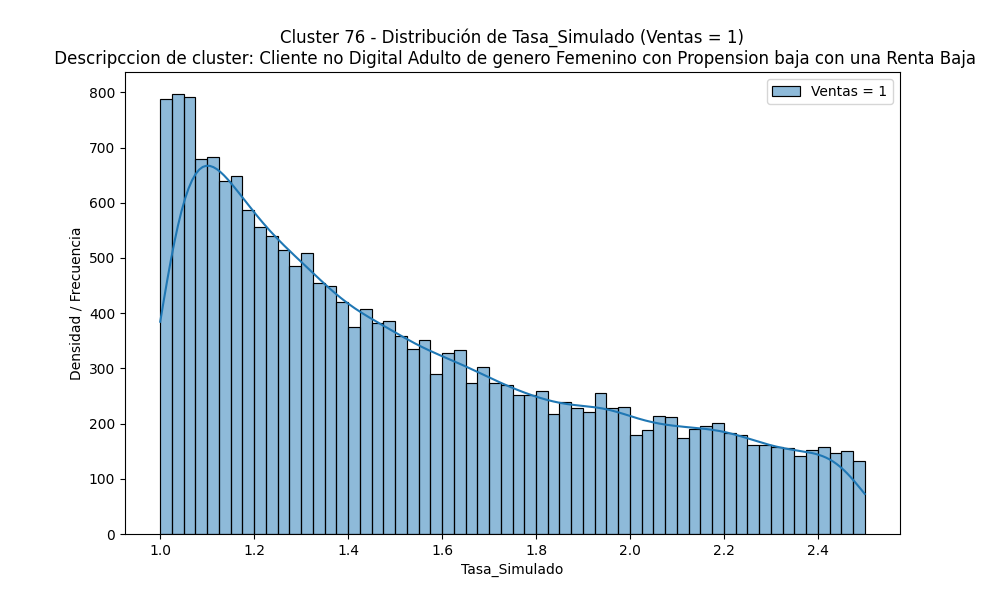 Cluster 76 - Distribución de Tasa_Simulado (Ventas = 1)
Descripccion de cluster: Cliente no Digital Adulto de genero Femenino con Propension baja con una Renta Baja
Ventas = 1
Densidad / Frecuencia
800
700
600
500
400
300
200
100
0
1.0 1.2 1.4 1.6 1.8 2.0 2.2 2.4
Tasa_Simulado